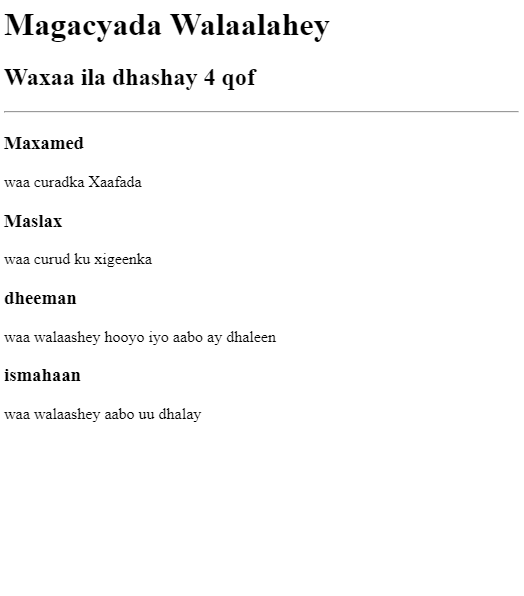 Magacyada Walaalahey
Waxaa ila dhashay 4 qof
Maxamed
waa curadka Xaafada
Maslax
waa curud ku xigeenka
dheeman
waa walaashey hooyo iyo aabo ay dhaleen
ismahaan
waa walaashey aabo uu dhalay